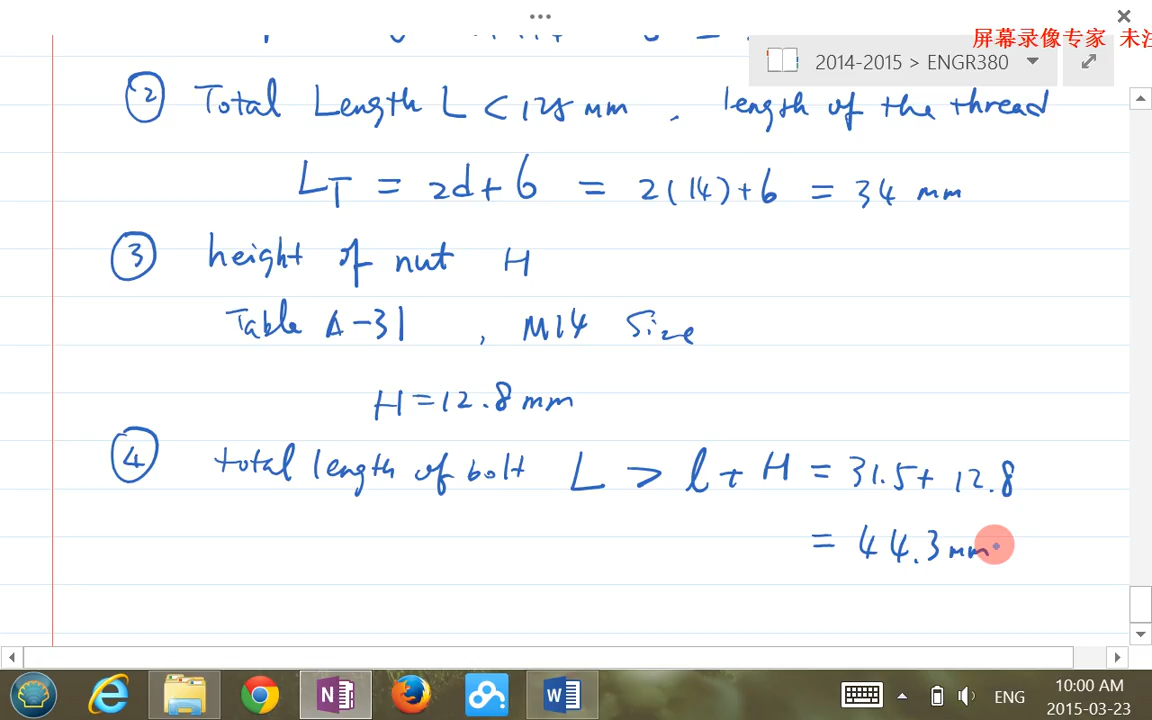 屏幕录像专家 未
2014-2015 > ENGR380
② Total Length L < 125 mm , length of the thread
L_T = 2d + 6 = 2(14) + 6 = 34 mm
③ height of nut H
Table A-31 , M14 Size
H = 12.8 mm
④ total length of bolt L > l + H = 31.5 + 12.8
= 44.3 mm
ENG
10:00 AM
2015-03-23